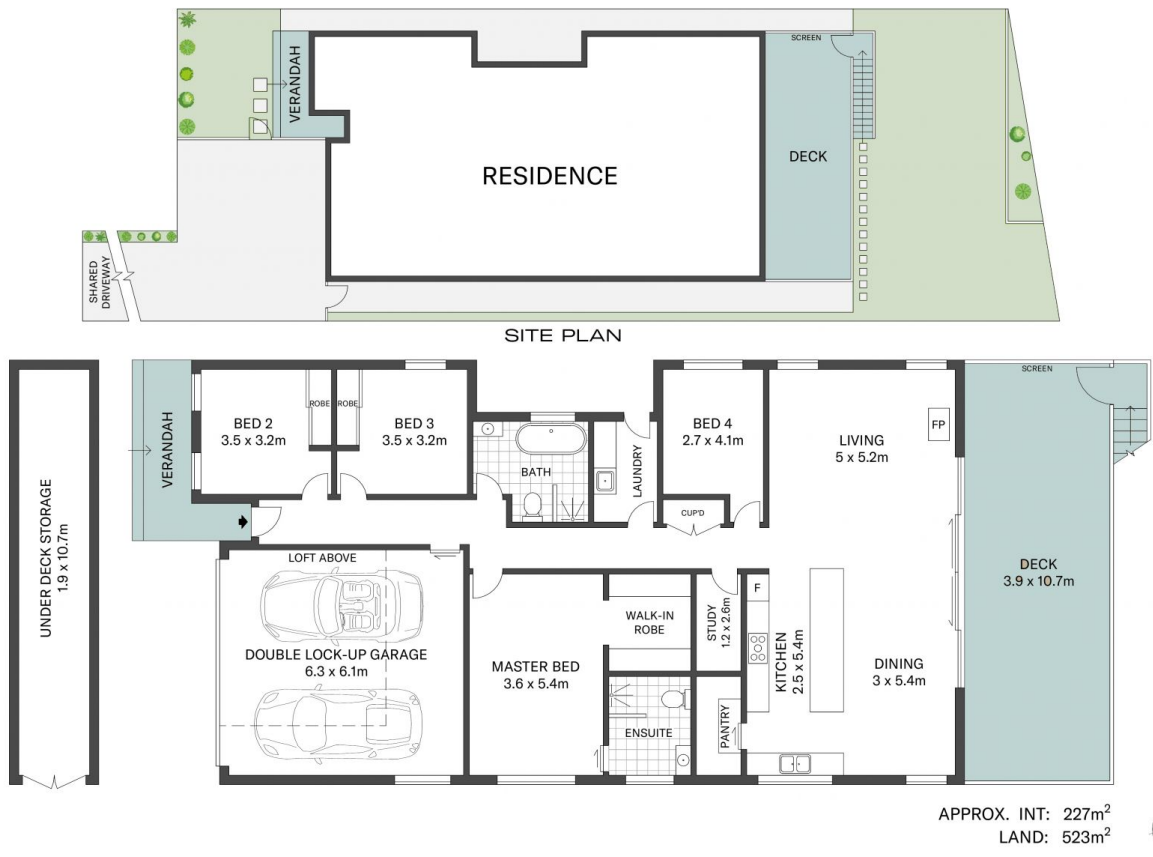 SCREEN
VERANDAH
RESIDENCE
DECK
SHARED
DRIVEWAY
SITE PLAN
UNDER DECK STORAGE
1.9 x 10.7m
VERANDAH
BED 2
3.5 x 3.2m
ROBE
ROBE
BED 3
3.5 x 3.2m
BATH
LAUNDRY
BED 4
2.7 x 4.1m
CUP'D
LIVING
5 x 5.2m
FP
SCREEN
DECK
3.9 x 10.7m
LOFT ABOVE
DOUBLE LOCK-UP GARAGE
6.3 x 6.1m
MASTER BED
3.6 x 5.4m
WALK-IN
ROBE
STUDY
1.2 x 2.6m
F
KITCHEN
2.5 x 5.4m
DINING
3 x 5.4m
ENSUITE
PANTRY
APPROX. INT: 227m²
LAND: 523m²